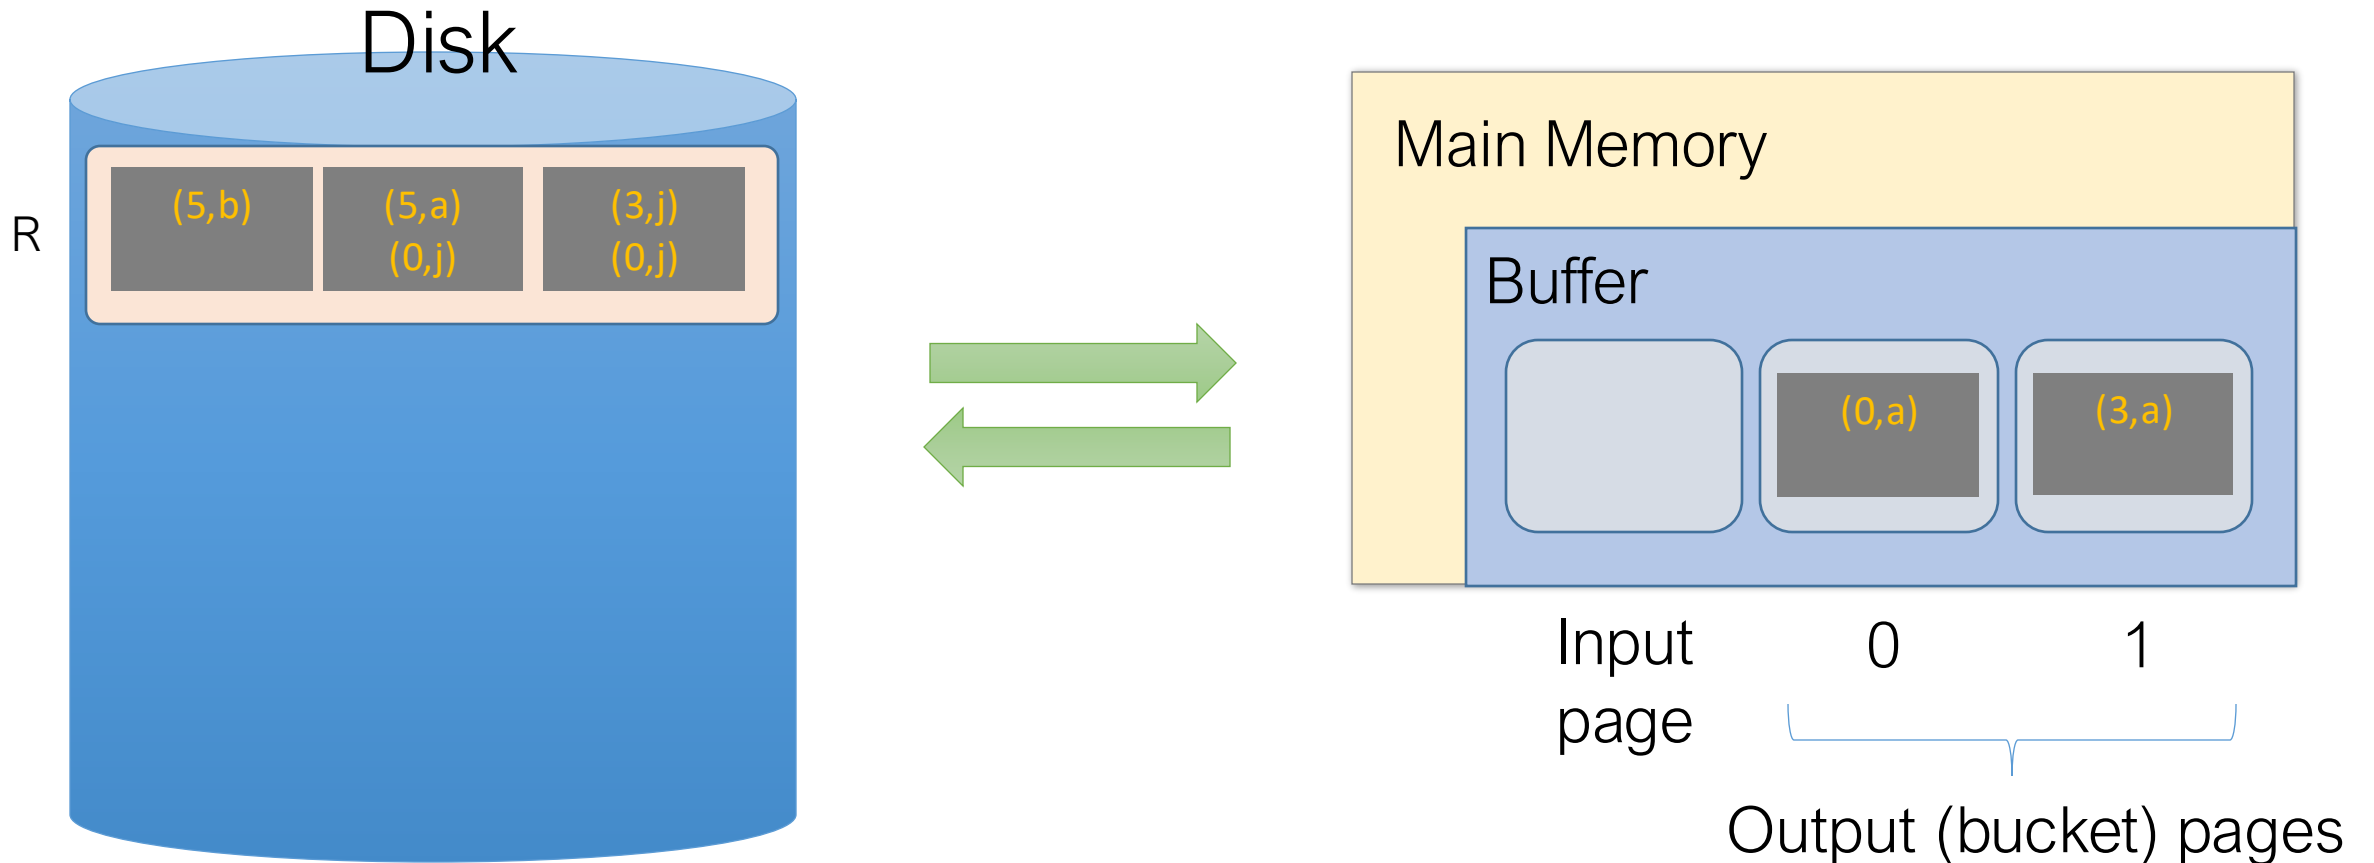 Disk
R
(5,b)
(5,a)
(0,j)
(3,j)
(0,j)
Main Memory
Buffer
(0,a)
(3,a)
Input
page
0
1
Output (bucket) pages